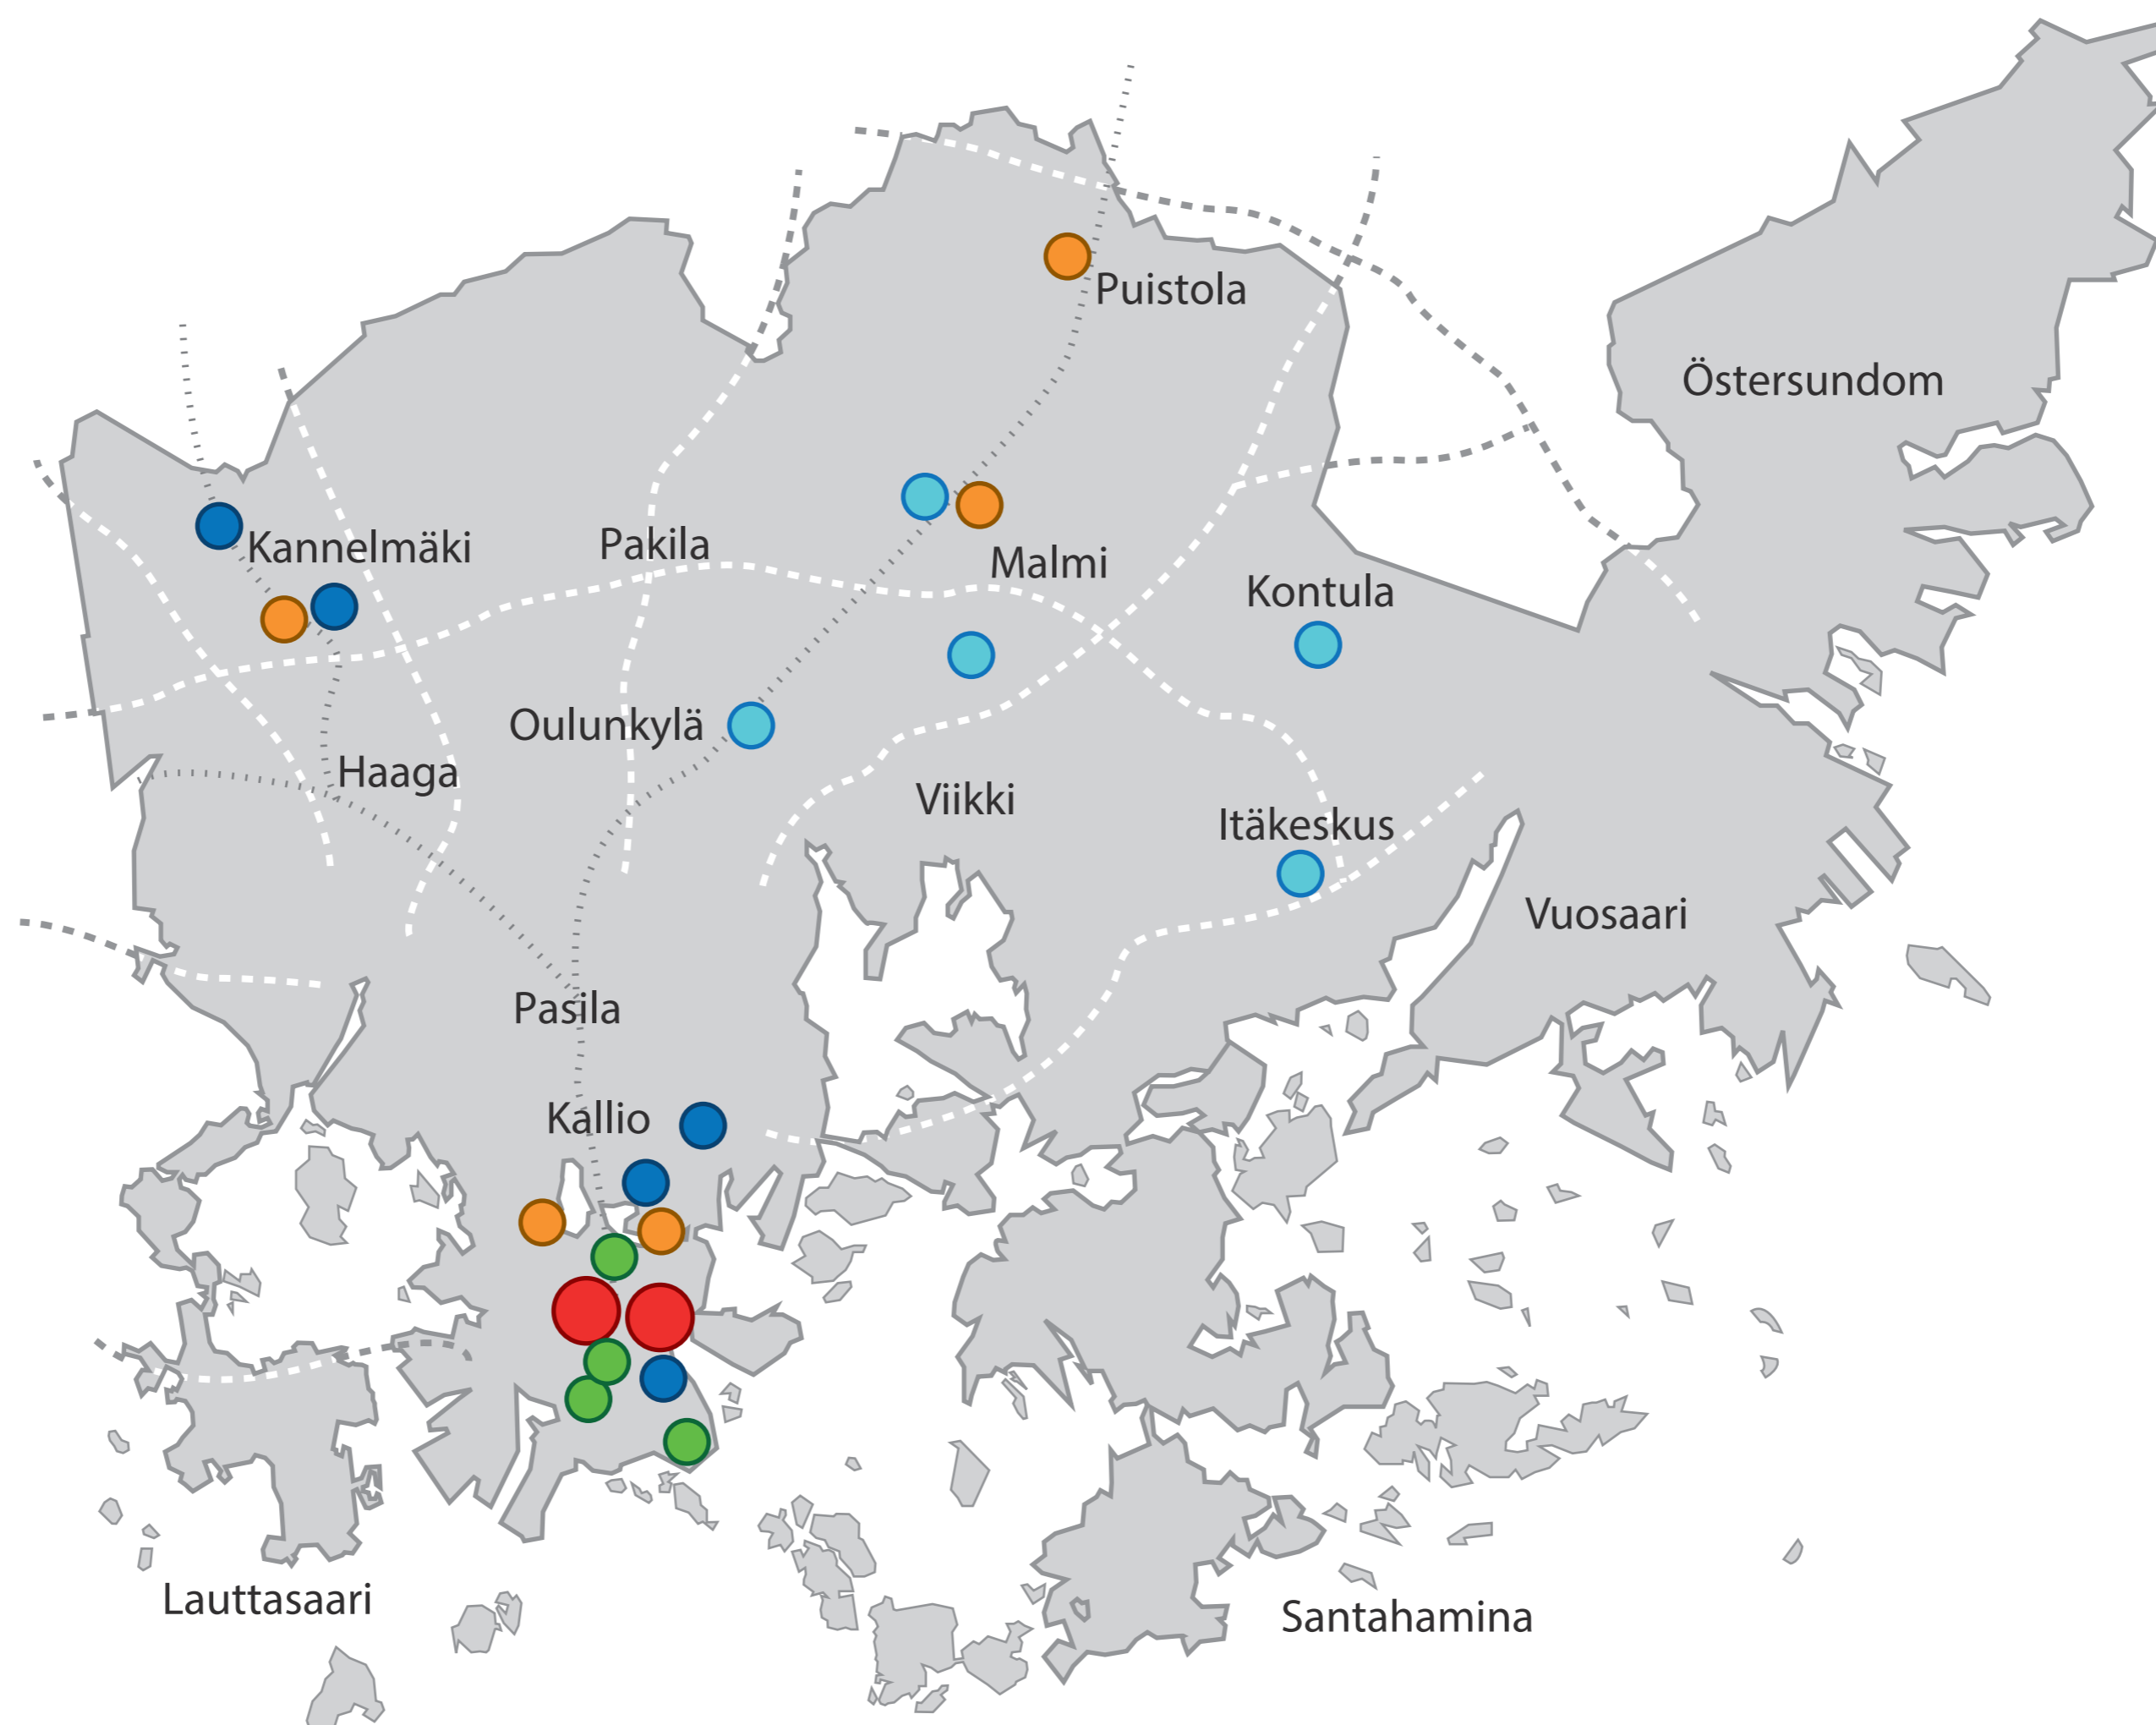 Puistola
Östersundom
Kannelmäki
Pakila
Malmi
Kontula
Oulunkylä
Haaga
Viikki
Itäkeskus
Vuosaari
Pasila
Kallio
Lauttasaari
Santahamina